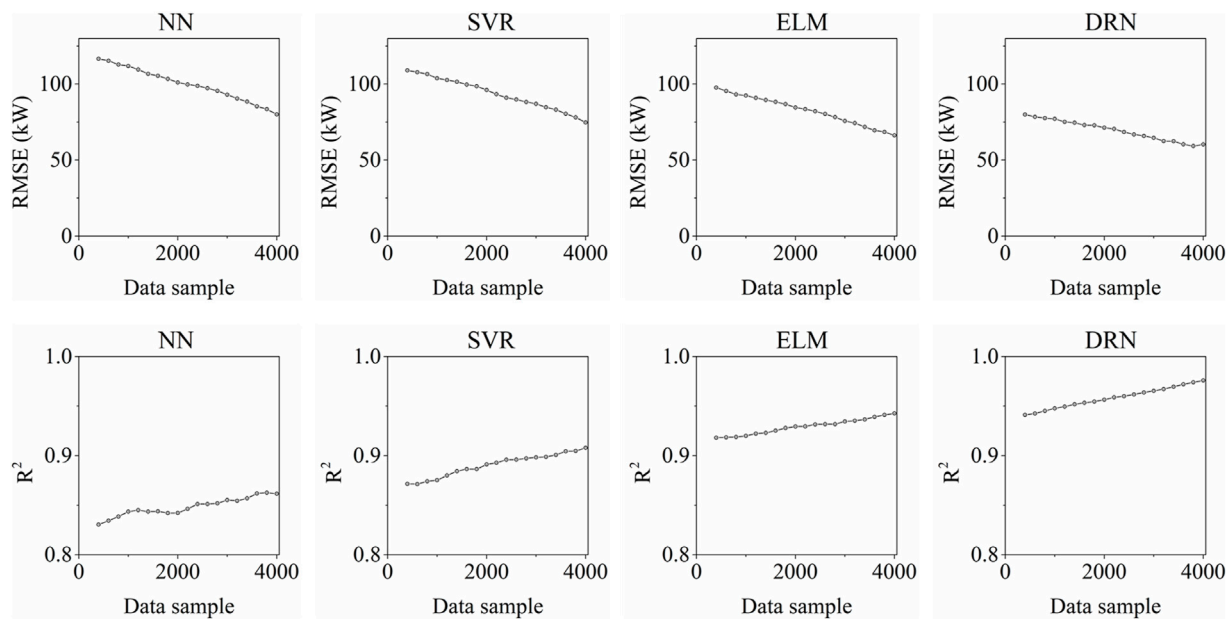 NN
SVR
ELM
DRN
RMSE (kW)
100
50
0
0 2000 4000
Data sample
RMSE (kW)
100
50
0
0 2000 4000
Data sample
RMSE (kW)
100
50
0
0 2000 4000
Data sample
RMSE (kW)
100
50
0
0 2000 4000
Data sample
NN
SVR
ELM
DRN
R²
1.0
0.9
0.8
0 2000 4000
Data sample
R²
1.0
0.9
0.8
0 2000 4000
Data sample
R²
1.0
0.9
0.8
0 2000 4000
Data sample
R²
1.0
0.9
0.8
0 2000 4000
Data sample